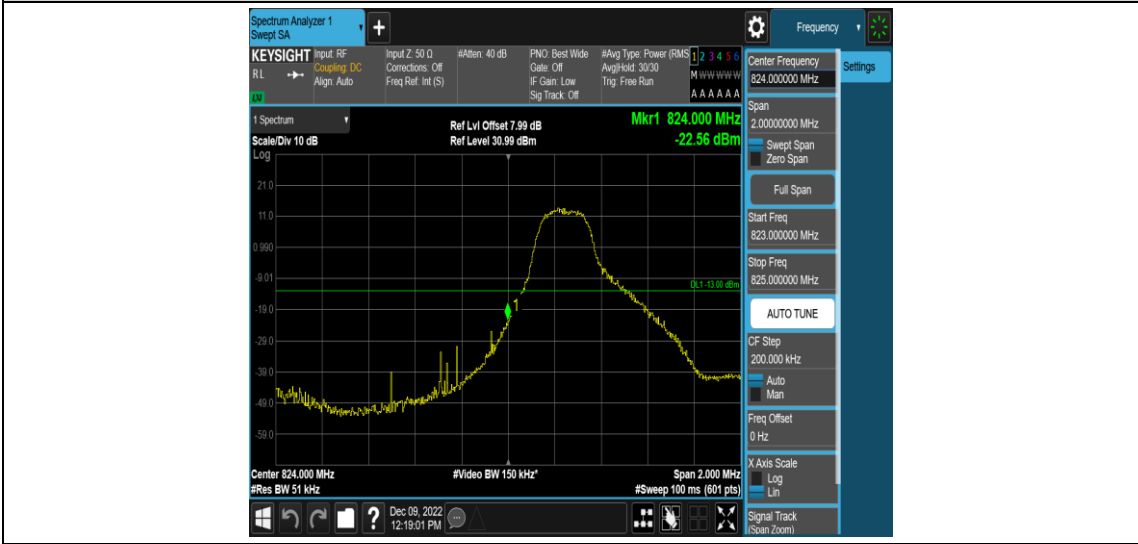 Spectrum Analyzer 1
Swept SA
+
Frequency
KEYSIGHT
Input: RF
Coupling: DC
Align: Auto
Input Z: 50 Ω
Corrections: Off
Freq Ref: Int (S)
#Atten: 40 dB
PNO: Best Wide
Gate: Off
IF Gain: Low
Sig Track: Off
#Avg Type: Power (RMS
Avg|Hold: 30/30
Trig: Free Run
1 2 3 4 5 6
M W W W W W
A A A A A A
R L
LXI
Center Frequency
824.000000 MHz
Settings
Span
2.00000000 MHz
Swept Span
Zero Span
Full Span
Start Freq
823.000000 MHz
Stop Freq
825.000000 MHz
AUTO TUNE
CF Step
200.000 kHz
Auto
Man
Freq Offset
0 Hz
X Axis Scale
Log
Lin
Signal Track
(Span Zoom)
1 Spectrum
Scale/Div 10 dB
Log
Ref Lvl Offset 7.99 dB
Ref Level 30.99 dBm
Mkr1 824.000 MHz
-22.56 dBm
21.0
11.0
0.990
-9.01
DL1 -13.00 dBm
1
-19.0
-29.0
-39.0
-49.0
-59.0
Center 824.000 MHz
#Res BW 51 kHz
#Video BW 150 kHz*
Span 2.000 MHz
#Sweep 100 ms (601 pts)
?
Dec 09, 2022
12:19:01 PM